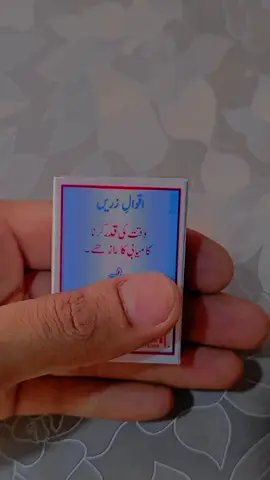 اقوالِ زریں
وقت کی قدر کرنا
کامیابی کا راز ہے۔